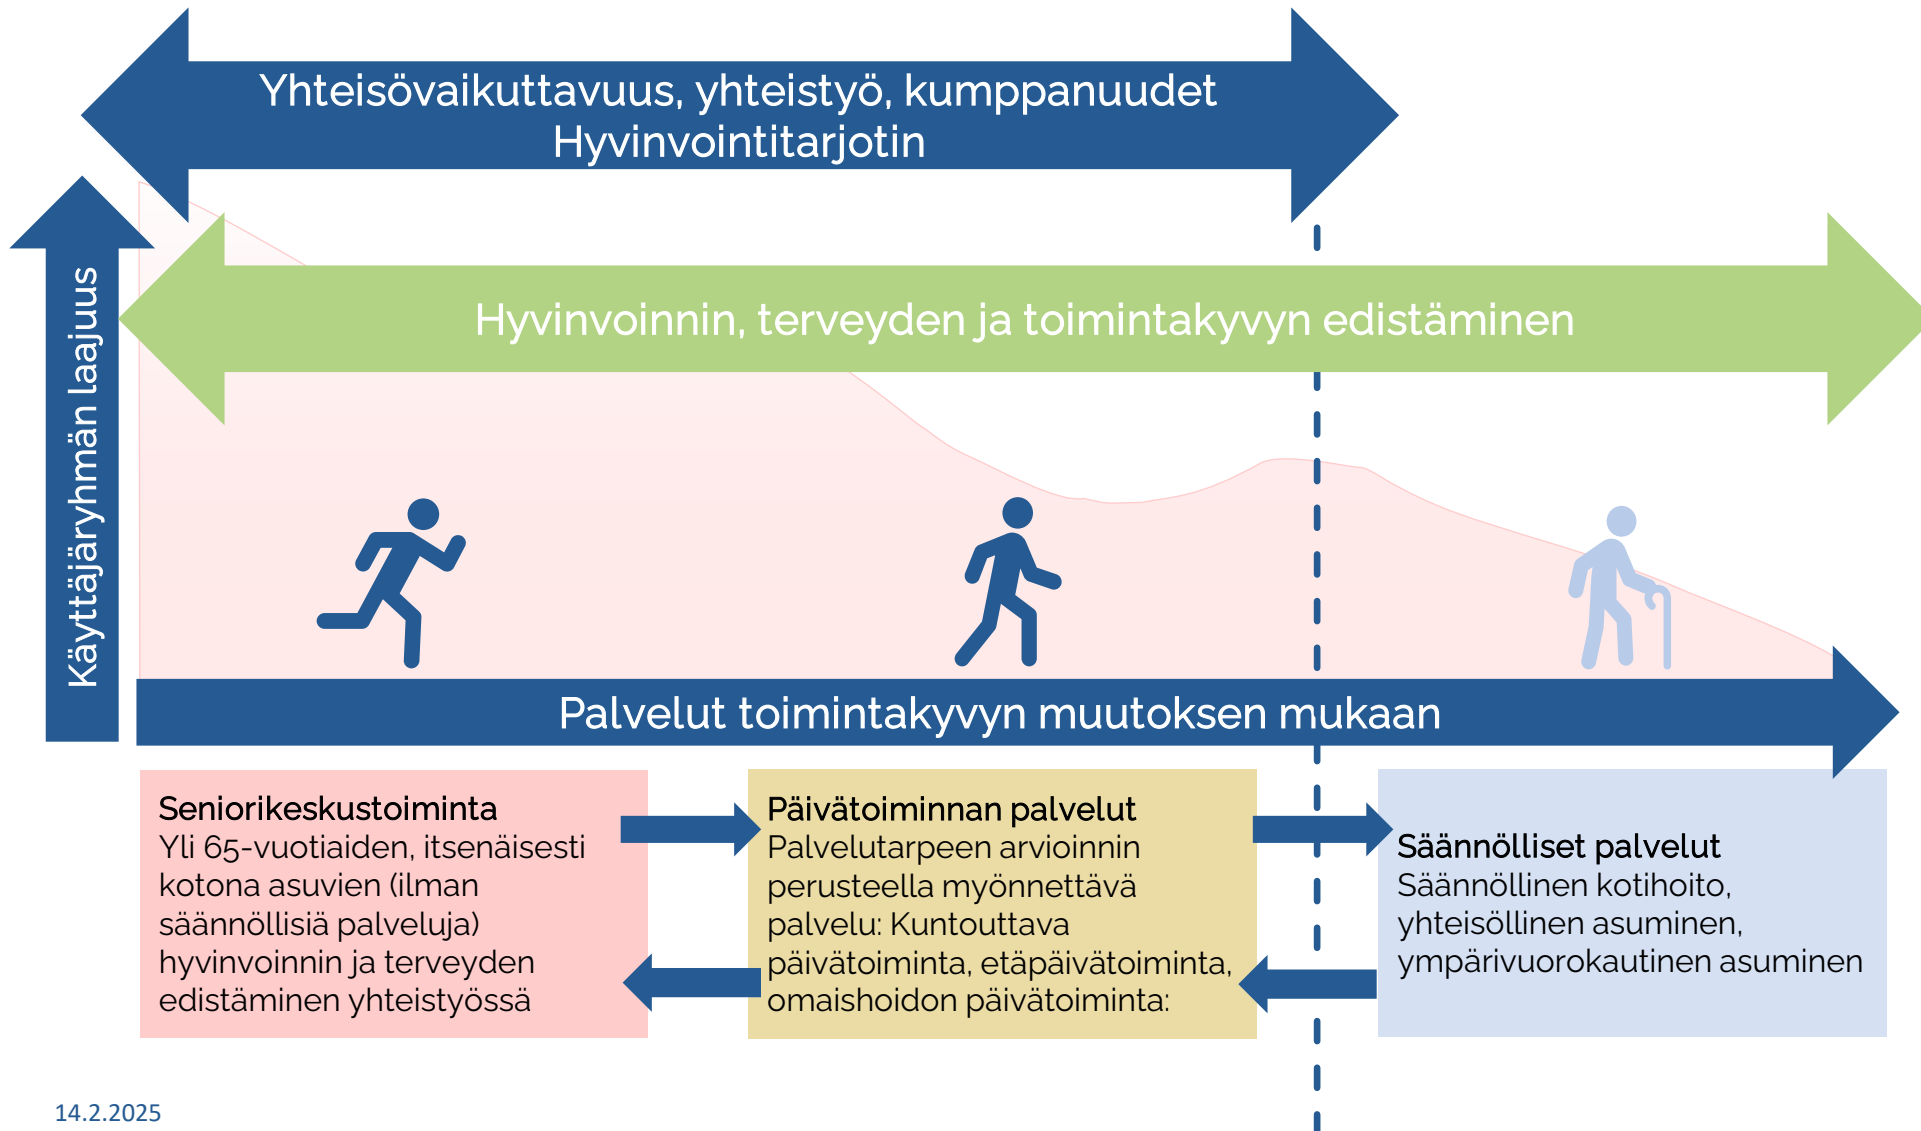 Yhteisövaikuttavuus, yhteistyö, kumppanuudet
Hyvinvointitarjotin
Käyttäjäryhmän laajuus
Hyvinvoinnin, terveyden ja toimintakyvyn edistäminen
Palvelut toimintakyvyn muutoksen mukaan
Seniorikeskustoiminta
Yli 65-vuotiaiden, itsenäisesti
kotona asuvien (ilman
säännöllisiä palveluja)
hyvinvoinnin ja terveyden
edistäminen yhteistyössä
Päivätoiminnan palvelut
Palvelutarpeen arvioinnin
perusteella myönnettävä
palvelu: Kuntouttava
päivätoiminta, etäpäivätoiminta,
omaishoidon päivätoiminta:
Säännölliset palvelut
Säännöllinen kotihoito,
yhteisöllinen asuminen,
ympärivuorokautinen asuminen
14.2.2025